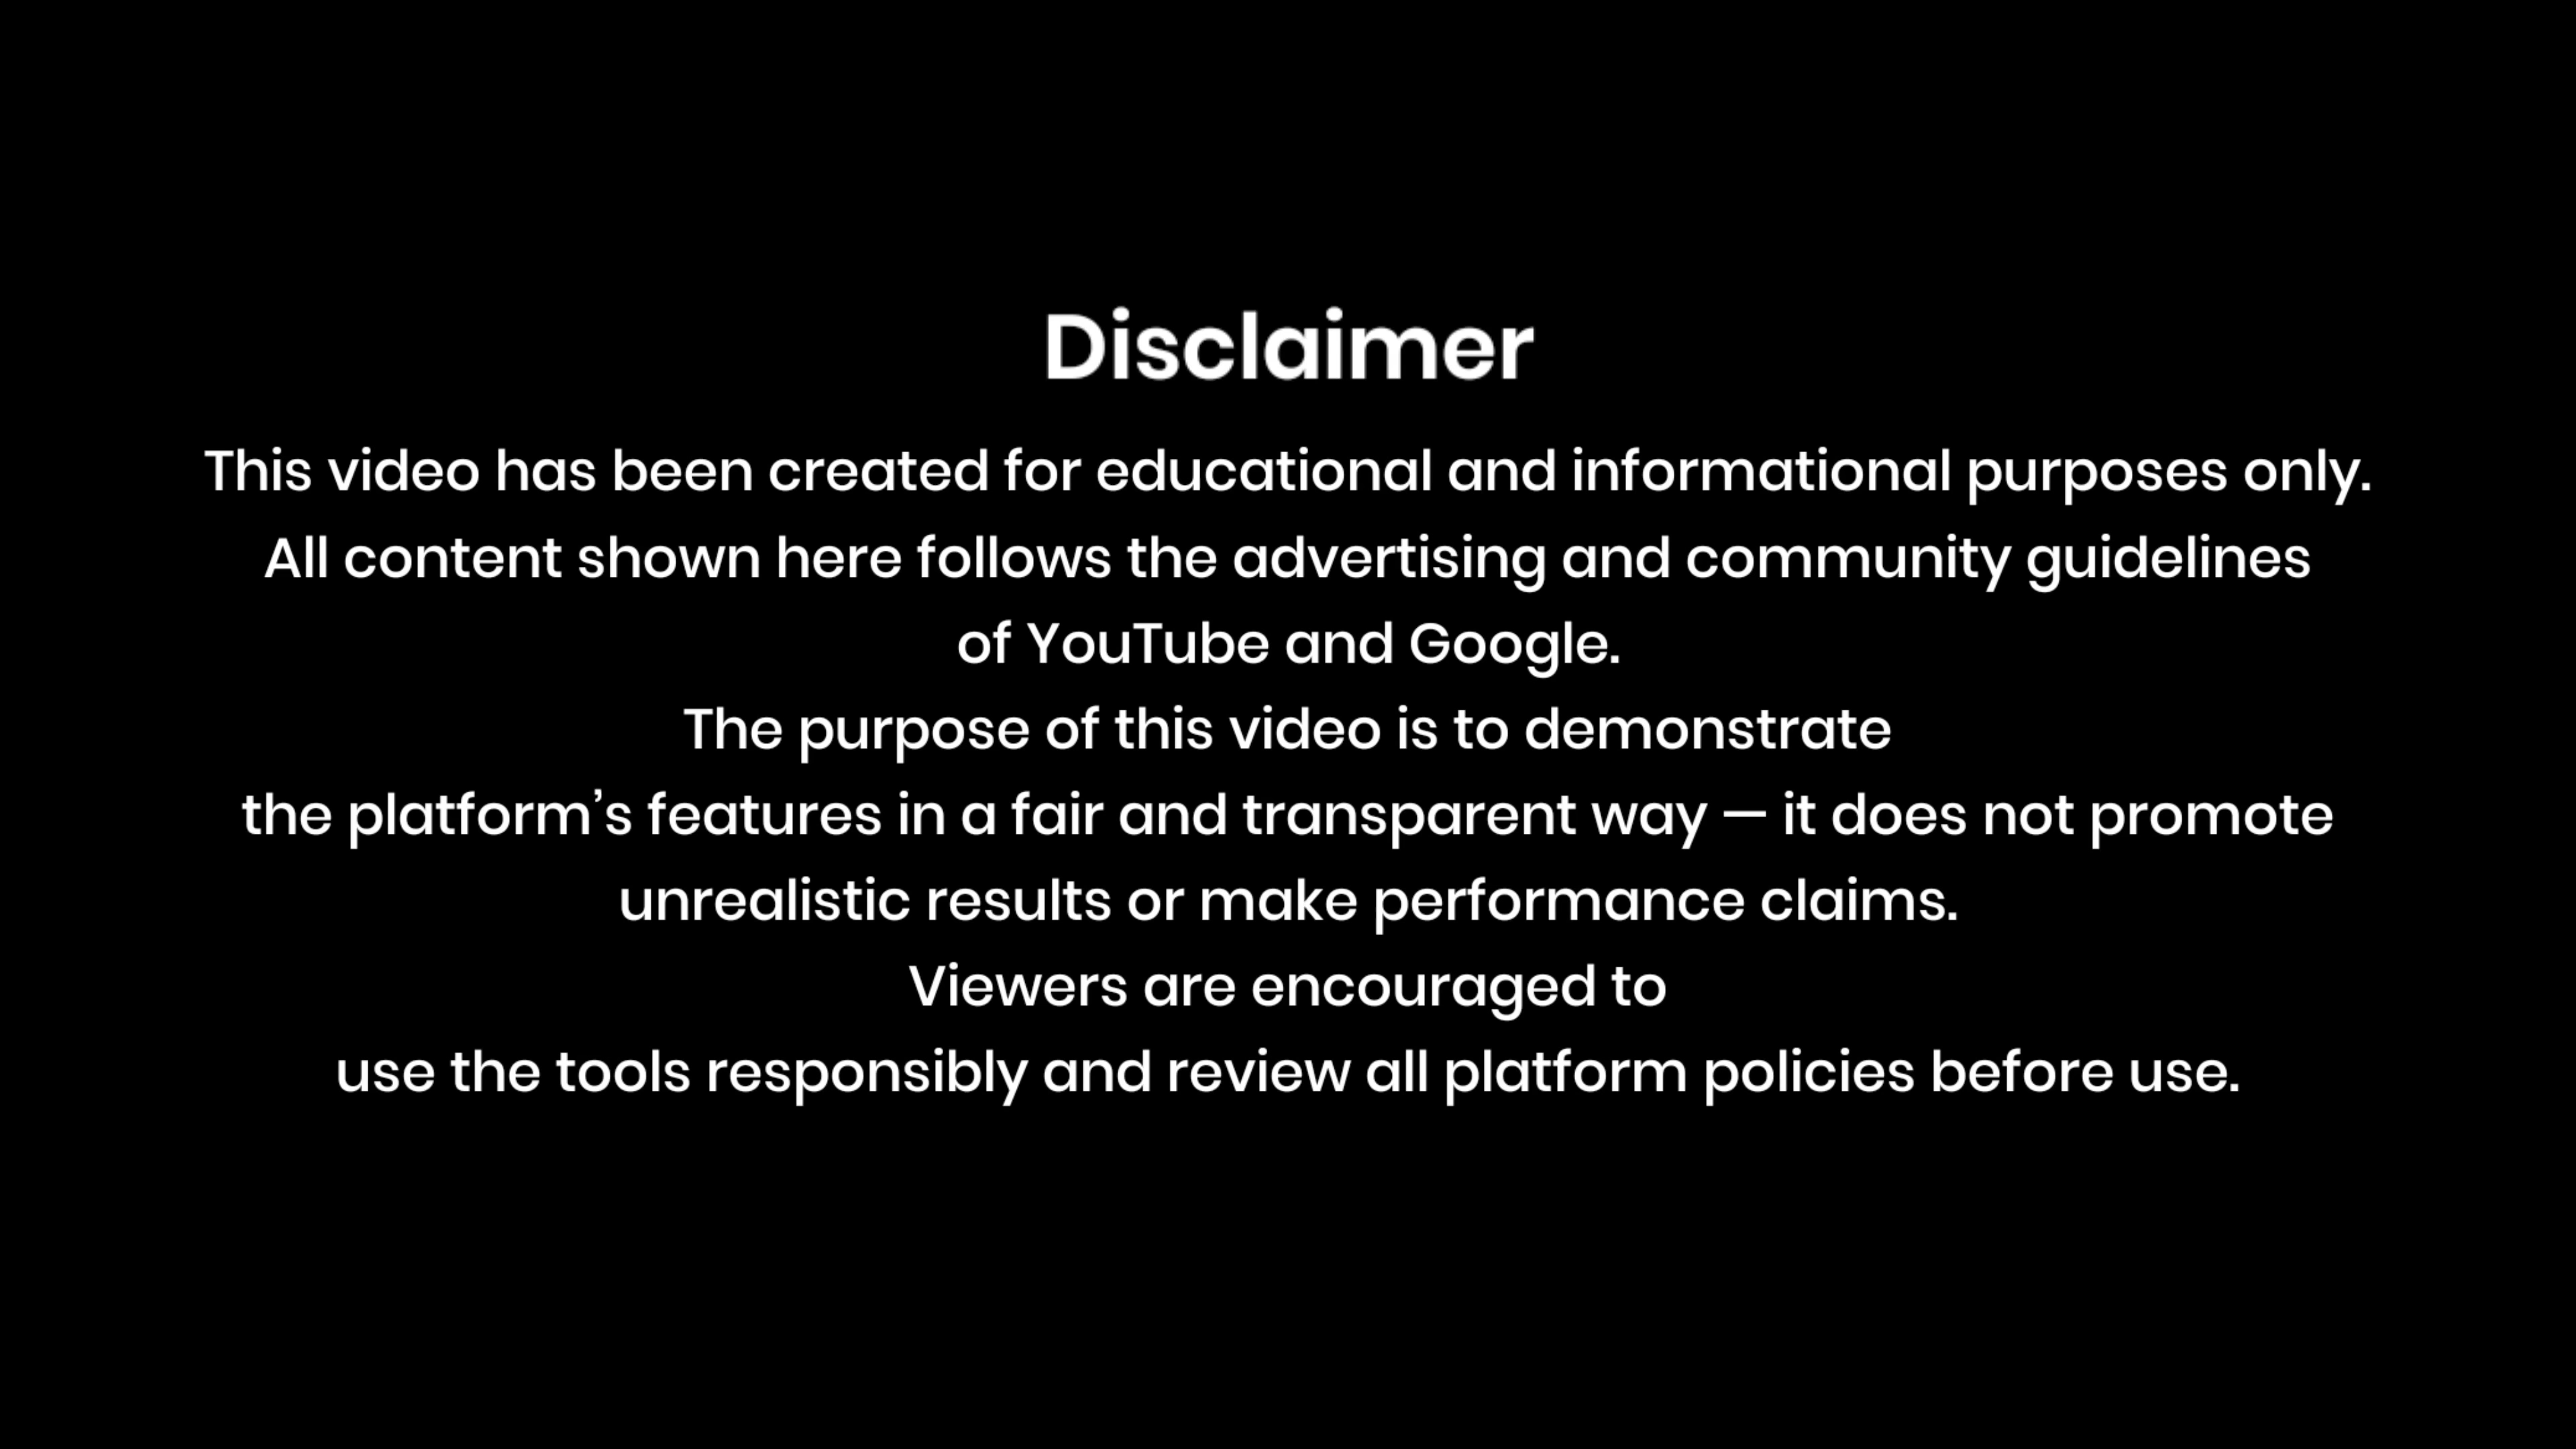 Disclaimer
This video has been created for educational and informational purposes only.
All content shown here follows the advertising and community guidelines
of YouTube and Google.
The purpose of this video is to demonstrate
the platform’s features in a fair and transparent way — it does not promote
unrealistic results or make performance claims.
Viewers are encouraged to
use the tools responsibly and review all platform policies before use.